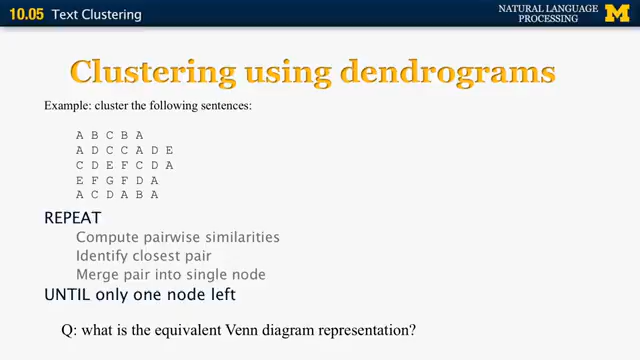 10.05 Text Clustering
NATURAL LANGUAGE
PROCESSING
M
Clustering using dendrograms
Example: cluster the following sentences:
A B C B A
A D C C A D E
C D E F C D A
E F G F D A
A C D A B A
REPEAT
Compute pairwise similarities
Identify closest pair
Merge pair into single node
UNTIL only one node left
Q: what is the equivalent Venn diagram representation?